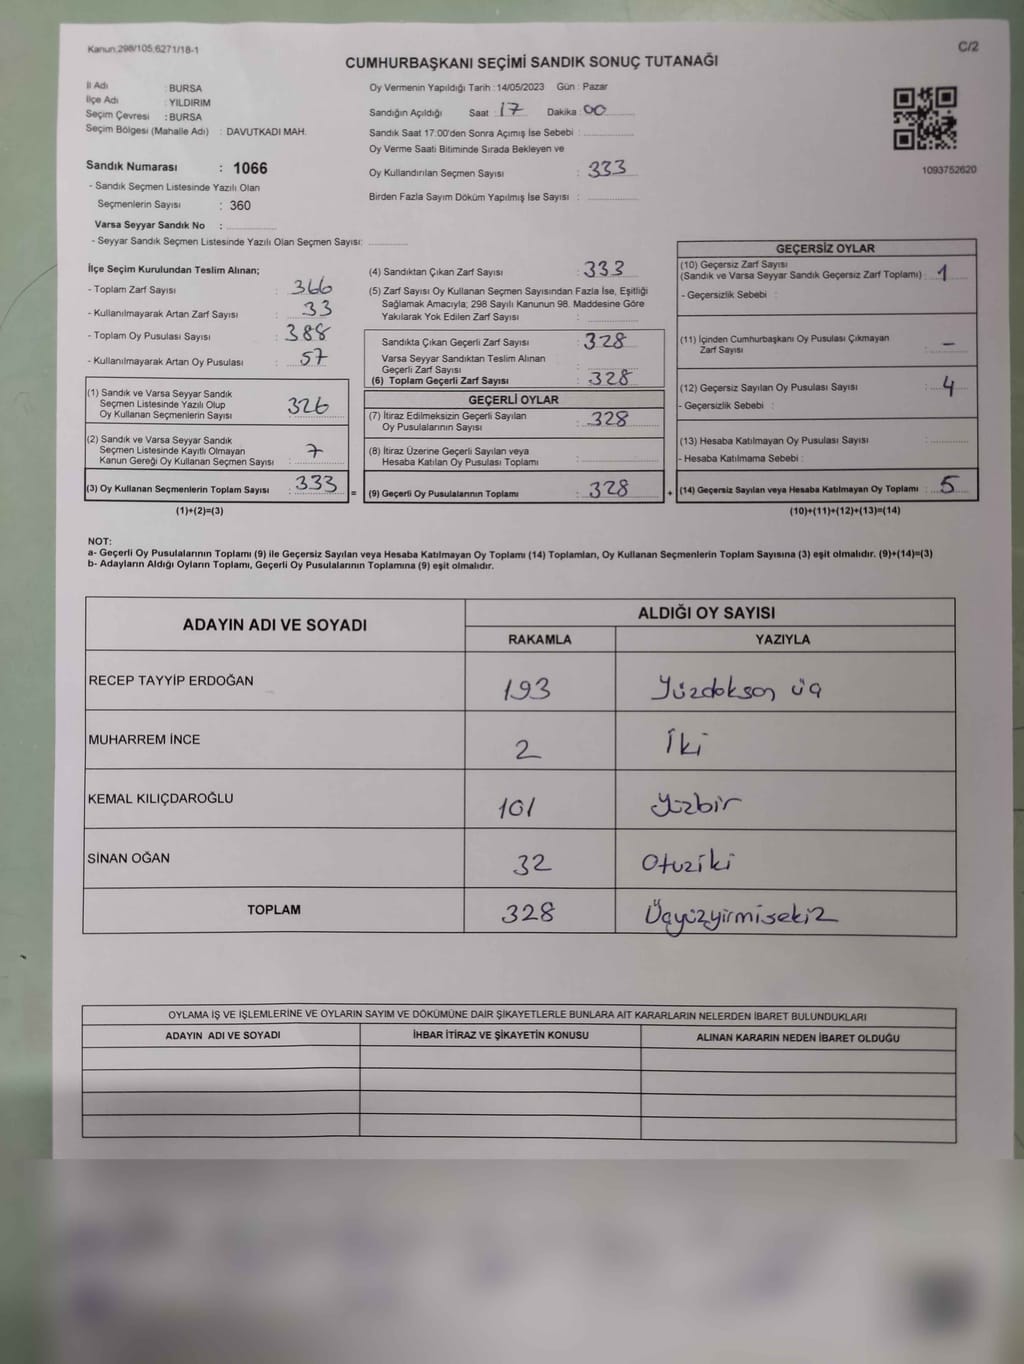 Kanun.298/105,6271/18-1
C/2
CUMHURBAŞKANI SEÇİMİ SANDIK SONUÇ TUTANAĞI
İl Adı : BURSA
İlçe Adı : YILDIRIM
Seçim Çevresi : BURSA
Seçim Bölgesi (Mahalle Adı) : DAVUTKADI MAH.
Sandık Numarası : 1066
- Sandık Seçmen Listesinde Yazılı Olan
Seçmenlerin Sayısı : 360
Varsa Seyyar Sandık No :
- Seyyar Sandık Seçmen Listesinde Yazılı Olan Seçmen Sayısı:
Oy Vermenin Yapıldığı Tarih : 14/05/2023 Gün : Pazar
Sandığın Açıldığı Saat : 17 Dakika : 00
Sandık Saat 17:00'den Sonra Açımış İse Sebebi :
Oy Verme Saati Bitiminde Sırada Bekleyen ve
Oy Kullandırılan Seçmen Sayısı : 333
Birden Fazla Sayım Döküm Yapılmış İse Sayısı :
1093752620
İlçe Seçim Kurulundan Teslim Alınan;
- Toplam Zarf Sayısı : 366
- Kullanılmayarak Artan Zarf Sayısı : 33
- Toplam Oy Pusulası Sayısı : 388
- Kullanılmayarak Artan Oy Pusulası : 57
(1) Sandık ve Varsa Seyyar Sandık
Seçmen Listesinde Yazılı Olup
Oy Kullanan Seçmenlerin Sayısı : 326
(2) Sandık ve Varsa Seyyar Sandık
Seçmen Listesinde Kayıtlı Olmayan
Kanun Gereği Oy Kullanan Seçmen Sayısı : 7
(3) Oy Kullanan Seçmenlerin Toplam Sayısı : 333
(1)+(2)=(3)
(4) Sandıktan Çıkan Zarf Sayısı : 333
(5) Zarf Sayısı Oy Kullanan Seçmen Sayısından Fazla İse, Eşitliği
Sağlamak Amacıyla; 298 Sayılı Kanunun 98. Maddesine Göre
Yakılarak Yok Edilen Zarf Sayısı :
Sandıkta Çıkan Geçerli Zarf Sayısı : 328
Varsa Seyyar Sandıktan Teslim Alınan
Geçerli Zarf Sayısı :
(6) Toplam Geçerli Zarf Sayısı : 328
GEÇERLİ OYLAR
(7) İtiraz Edilmeksizin Geçerli Sayılan
Oy Pusulalarının Sayısı : 328
(8) İtiraz Üzerine Geçerli Sayılan veya
Hesaba Katılan Oy Pusulası Toplamı :
= (9) Geçerli Oy Pusulalarının Toplamı : 328 +
GEÇERSİZ OYLAR
(10) Geçersiz Zarf Sayısı
(Sandık ve Varsa Seyyar Sandık Geçersiz Zarf Toplamı) : 1
- Geçersizlik Sebebi :
(11) İçinden Cumhurbaşkanı Oy Pusulası Çıkmayan
Zarf Sayısı : –
(12) Geçersiz Sayılan Oy Pusulası Sayısı : 4
- Geçersizlik Sebebi :
(13) Hesaba Katılmayan Oy Pusulası Sayısı :
- Hesaba Katılmama Sebebi :
(14) Geçersiz Sayılan veya Hesaba Katılmayan Oy Toplamı : 5
(10)+(11)+(12)+(13)=(14)
NOT:
a- Geçerli Oy Pusulalarının Toplamı (9) ile Geçersiz Sayılan veya Hesaba Katılmayan Oy Toplamı (14) Toplamları, Oy Kullanan Seçmenlerin Toplam Sayısına (3) eşit olmalıdır. (9)+(14)=(3)
b- Adayların Aldığı Oyların Toplamı, Geçerli Oy Pusulalarının Toplamına (9) eşit olmalıdır.
ADAYIN ADI VE SOYADI ALDIĞI OY SAYISI
RAKAMLA YAZIYLA
RECEP TAYYİP ERDOĞAN 193 Yüzdokson üç
MUHARREM İNCE 2 İki
KEMAL KILIÇDAROĞLU 101 Yüzbir
SİNAN OĞAN 32 Otuziki
TOPLAM 328 Üçyüzyirmisekiz
OYLAMA İŞ VE İŞLEMLERİNE VE OYLARIN SAYIM VE DÖKÜMÜNE DAİR ŞİKAYETLERLE BUNLARA AİT KARARLARIN NELERDEN İBARET BULUNDUKLARI
ADAYIN ADI VE SOYADI İHBAR İTİRAZ VE ŞİKAYETİN KONUSU ALINAN KARARIN NEDEN İBARET OLDUĞU